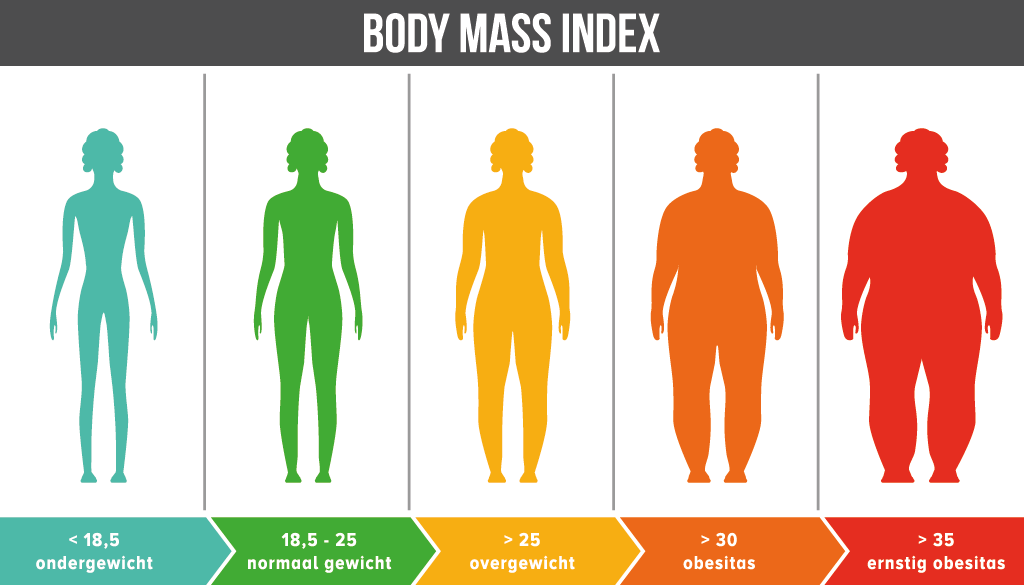 BODY MASS INDEX
< 18,5
ondergewicht
18,5 - 25
normaal gewicht
> 25
overgewicht
> 30
obesitas
> 35
ernstig obesitas